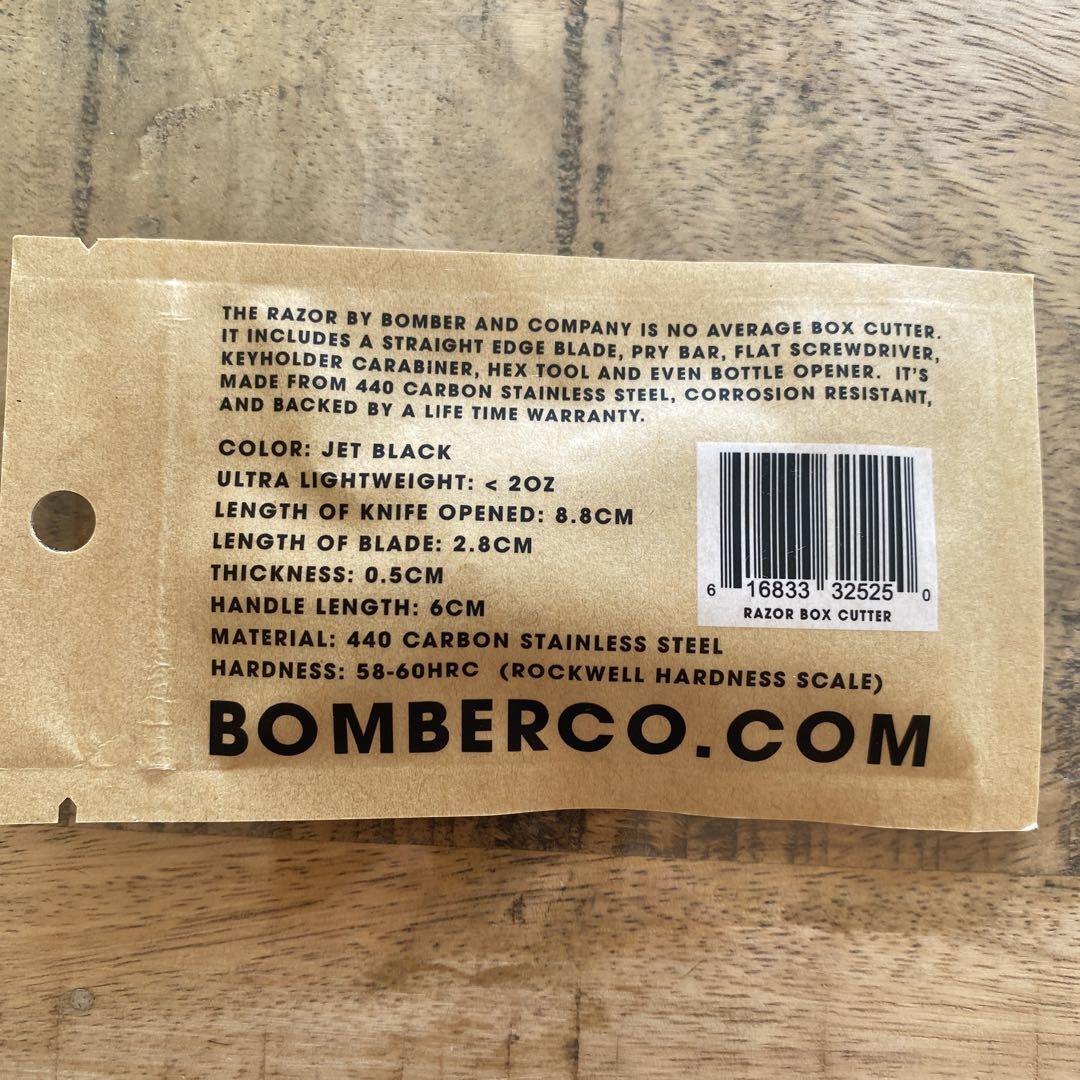 THE RAZOR BY BOMBER AND COMPANY IS NO AVERAGE BOX CUTTER.
IT INCLUDES A STRAIGHT EDGE BLADE, PRY BAR, FLAT SCREWDRIVER,
KEYHOLDER CARABINER, HEX TOOL AND EVEN BOTTLE OPENER. IT'S
MADE FROM 440 CARBON STAINLESS STEEL, CORROSION RESISTANT,
AND BACKED BY A LIFE TIME WARRANTY.
COLOR: JET BLACK
ULTRA LIGHTWEIGHT: < 2OZ
LENGTH OF KNIFE OPENED: 8.8CM
LENGTH OF BLADE: 2.8CM
THICKNESS: 0.5CM
HANDLE LENGTH: 6CM
MATERIAL: 440 CARBON STAINLESS STEEL
HARDNESS: 58-60HRC (ROCKWELL HARDNESS SCALE)
6 16833 32525 0
RAZOR BOX CUTTER
BOMBERCO.COM